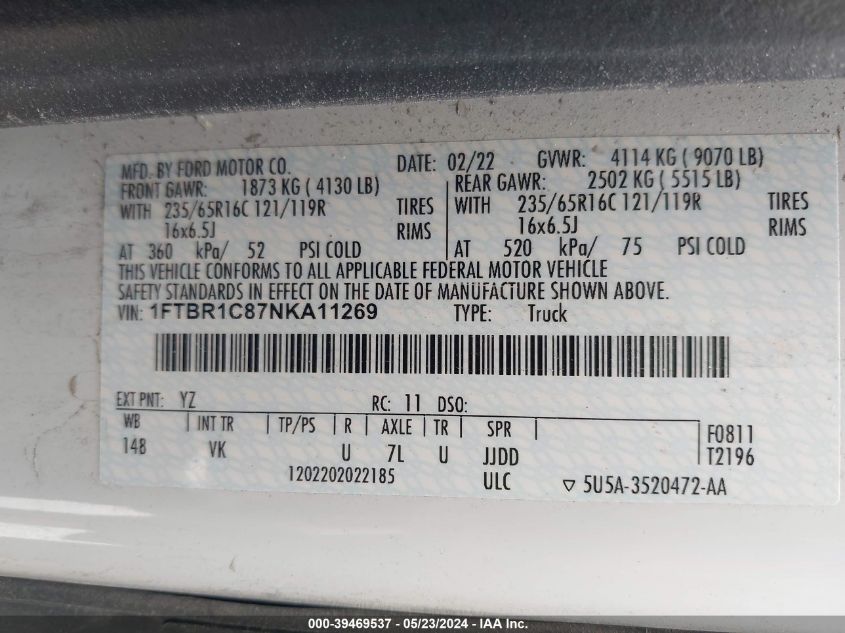 MFD. BY FORD MOTOR CO. DATE: 02/22 GVWR: 4114 KG ( 9070 LB)
FRONT GAWR: 1873 KG ( 4130 LB) REAR GAWR: 2502 KG ( 5515 LB)
WITH 235/65R16C 121/119R TIRES WITH 235/65R16C 121/119R TIRES
16x6.5J RIMS 16x6.5J RIMS
AT 360 kPa/ 52 PSI COLD AT 520 kPa/ 75 PSI COLD
THIS VEHICLE CONFORMS TO ALL APPLICABLE FEDERAL MOTOR VEHICLE
SAFETY STANDARDS IN EFFECT ON THE DATE OF MANUFACTURE SHOWN ABOVE.
VIN: 1FTBR1C87NKA11269 TYPE: Truck
EXT PNT: YZ RC: 11 DSO:
WB INT TR TP/PS R AXLE TR SPR F0811
148 VK U 7L U JJDD T2196
1202202022185 ULC ▽ 5U5A-3520472-AA
000-39469537 - 05/23/2024 - IAA Inc.